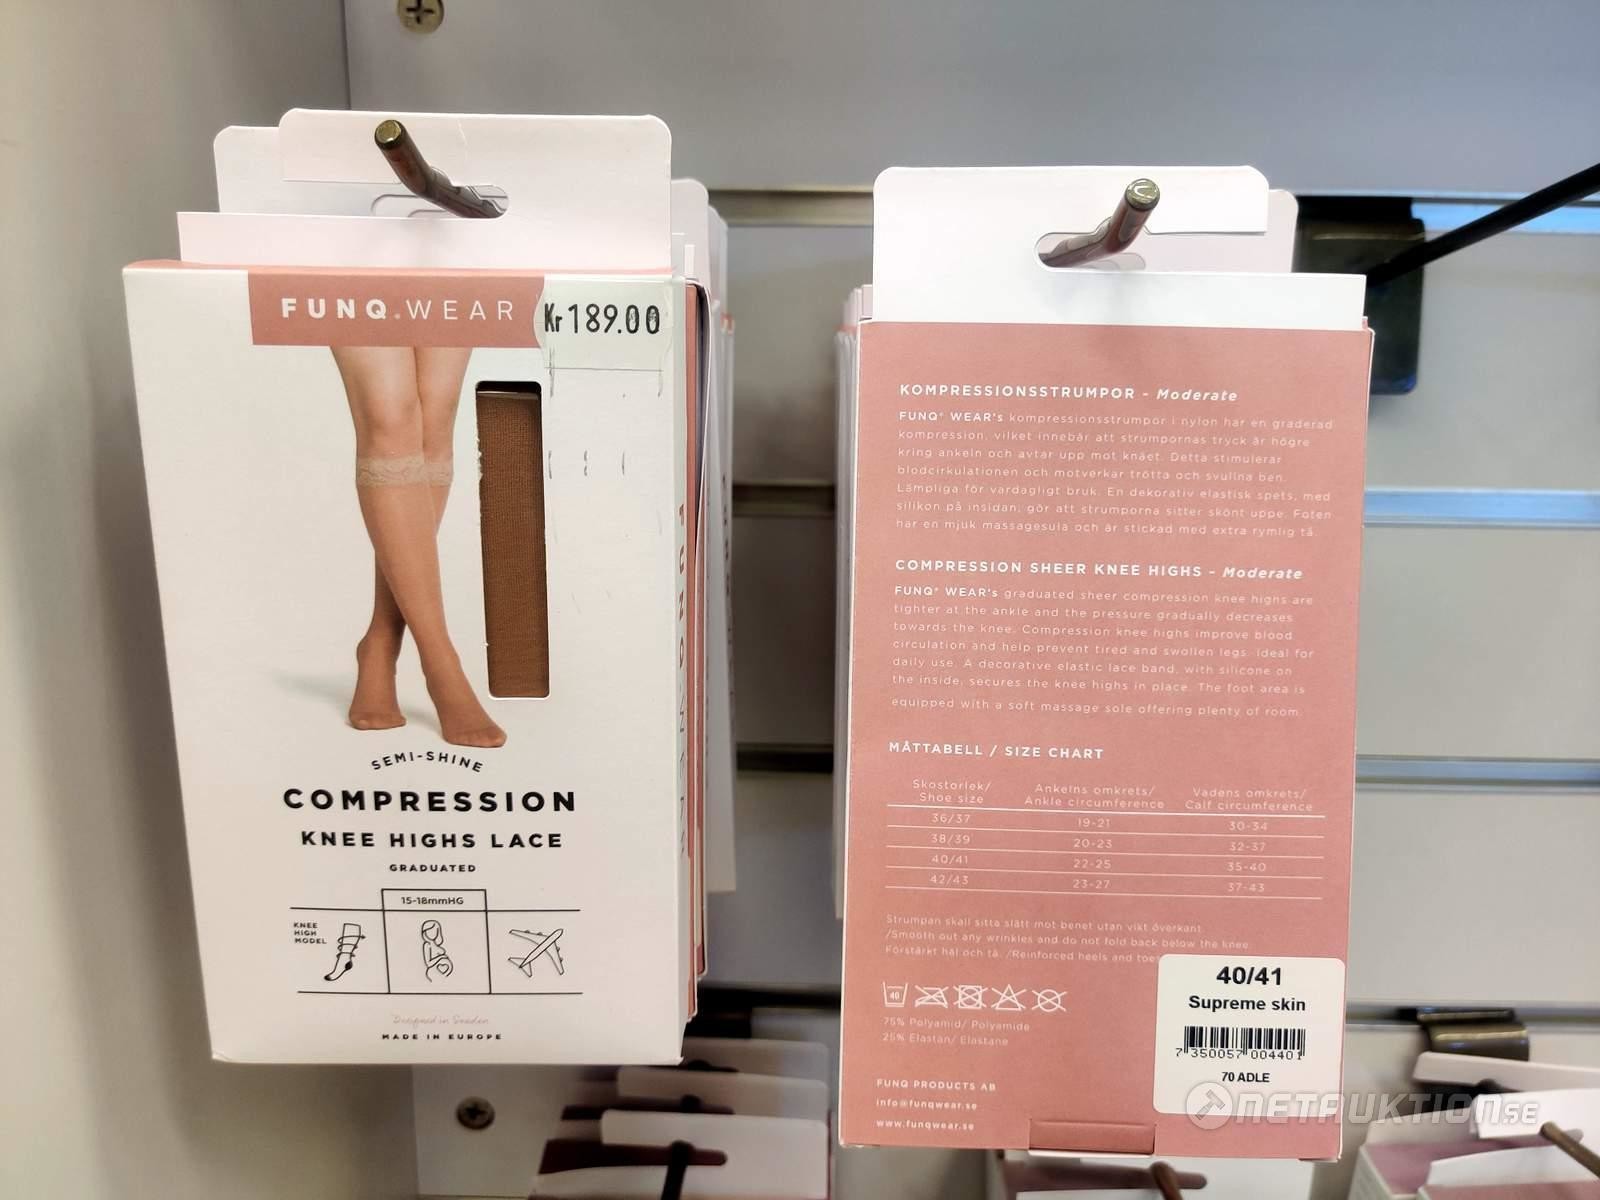 FUNQ.WEAR
Kr 189.00
SEMI-SHINE
COMPRESSION
KNEE HIGHS LACE
GRADUATED
15-18mmHG
KNEE
HIGH
MODEL
Designed in Sweden
MADE IN EUROPE
KOMPRESSIONSSTRUMPOR - Moderate
FUNQ® WEAR's kompressionsstrumpor i nylon har en graderad
kompression, vilket innebär att strumpornas tryck är högre
kring ankeln och avtar upp mot knäet. Detta stimulerar
blodcirkulationen och motverkar trötta och svullna ben.
Lämpliga för vardagligt bruk. En dekorativ elastisk spets, med
silikon på insidan, gör att strumporna sitter skönt uppe. Foten
har en mjuk massagesula och är stickad med extra rymlig tå.
COMPRESSION SHEER KNEE HIGHS - Moderate
FUNQ® WEAR's graduated sheer compression knee highs are
tighter at the ankle and the pressure gradually decreases
towards the knee. Compression knee highs improve blood
circulation and help prevent tired and swollen legs. Ideal for
daily use. A decorative elastic lace band, with silicone on
the inside, secures the knee highs in place. The foot area is
equipped with a soft massage sole offering plenty of room.
MÅTTABELL / SIZE CHART
Skostorlek/ Ankelns omkrets/ Vadens omkrets/
Shoe size Ankle circumference Calf circumference
36/37 19-21 30-34
38/39 20-23 32-37
40/41 22-25 35-40
42/43 23-27 37-43
Strumpan skall sitta slätt mot benet utan vikt överkant.
/Smooth out any wrinkles and do not fold back below the knee.
Förstärkt häl och tå. /Reinforced heels and toes
40
75% Polyamid/ Polyamide
25% Elastan/ Elastane
FUNQ PRODUCTS AB
info@funqwear.se
www.funqwear.se
40/41
Supreme skin
7 350057 004401
70 ADLE
NETAUKTION.SE